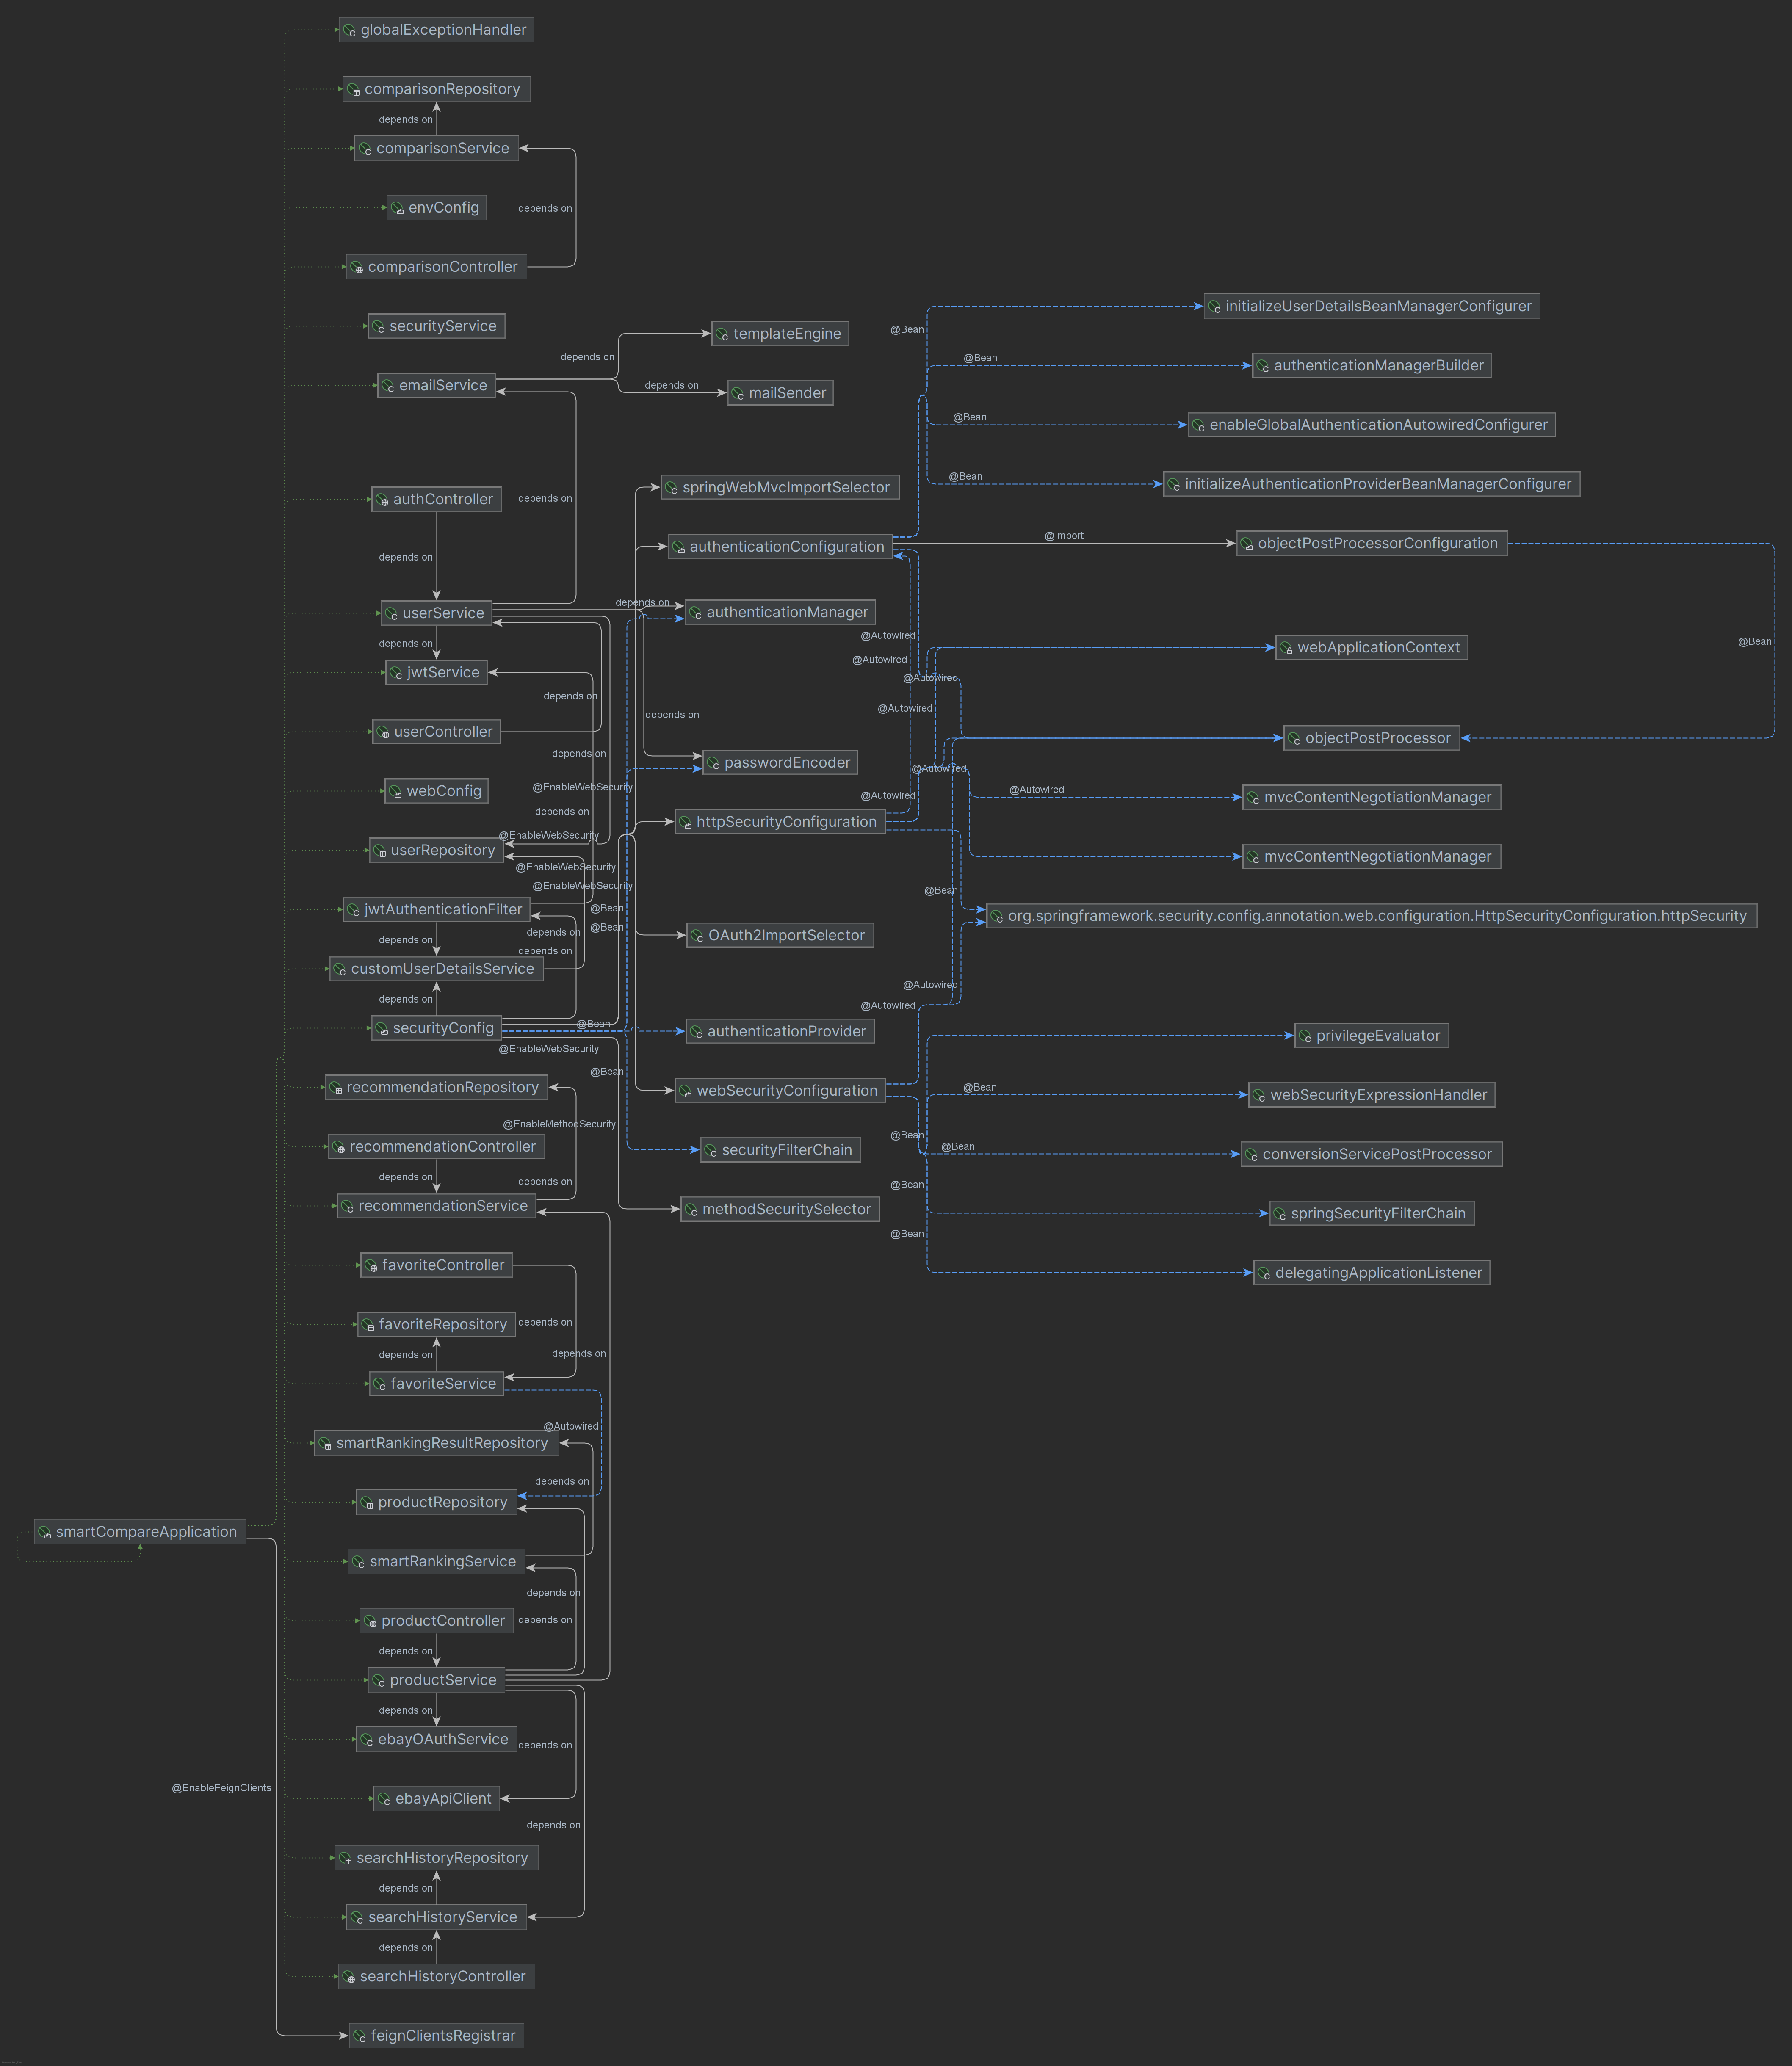 globalExceptionHandler
comparisonRepository
depends on
comparisonService
envConfig
depends on
comparisonController
initializeUserDetailsBeanManagerConfigurer
securityService
@Bean
templateEngine
depends on
@Bean
authenticationManagerBuilder
emailService
depends on
mailSender
@Bean
enableGlobalAuthenticationAutowiredConfigurer
@Bean
initializeAuthenticationProviderBeanManagerConfigurer
springWebMvcImportSelector
authController
depends on
@Import
authenticationConfiguration
objectPostProcessorConfiguration
depends on
depends on
userService
authenticationManager
@Autowired
@Bean
depends on
webApplicationContext
@Autowired
jwtService
@Autowired
depends on
@Autowired
depends on
userController
objectPostProcessor
depends on
passwordEncoder
@Autowired
@EnableWebSecurity
webConfig
@Autowired
@Autowired
mvcContentNegotiationManager
depends on
httpSecurityConfiguration
@EnableWebSecurity
userRepository
mvcContentNegotiationManager
@EnableWebSecurity
@EnableWebSecurity
@Bean
jwtAuthenticationFilter
@Bean
org.springframework.security.config.annotation.web.configuration.HttpSecurityConfiguration.httpSecurity
@Bean
depends on
depends on
OAuth2ImportSelector
depends on
customUserDetailsService
@Autowired
depends on
@Autowired
securityConfig
@Bean
authenticationProvider
privilegeEvaluator
@EnableWebSecurity
@Bean
recommendationRepository
webSecurityConfiguration
@Bean
webSecurityExpressionHandler
@EnableMethodSecurity
@Bean
recommendationController
securityFilterChain
@Bean
conversionServicePostProcessor
depends on
depends on
@Bean
recommendationService
methodSecuritySelector
springSecurityFilterChain
@Bean
favoriteController
delegatingApplicationListener
favoriteRepository
depends on
depends on
depends on
favoriteService
@Autowired
smartRankingResultRepository
depends on
productRepository
smartCompareApplication
smartRankingService
depends on
productController
depends on
depends on
productService
depends on
ebayOAuthService
depends on
@EnableFeignClients
ebayApiClient
depends on
searchHistoryRepository
depends on
searchHistoryService
depends on
searchHistoryController
feignClientsRegistrar